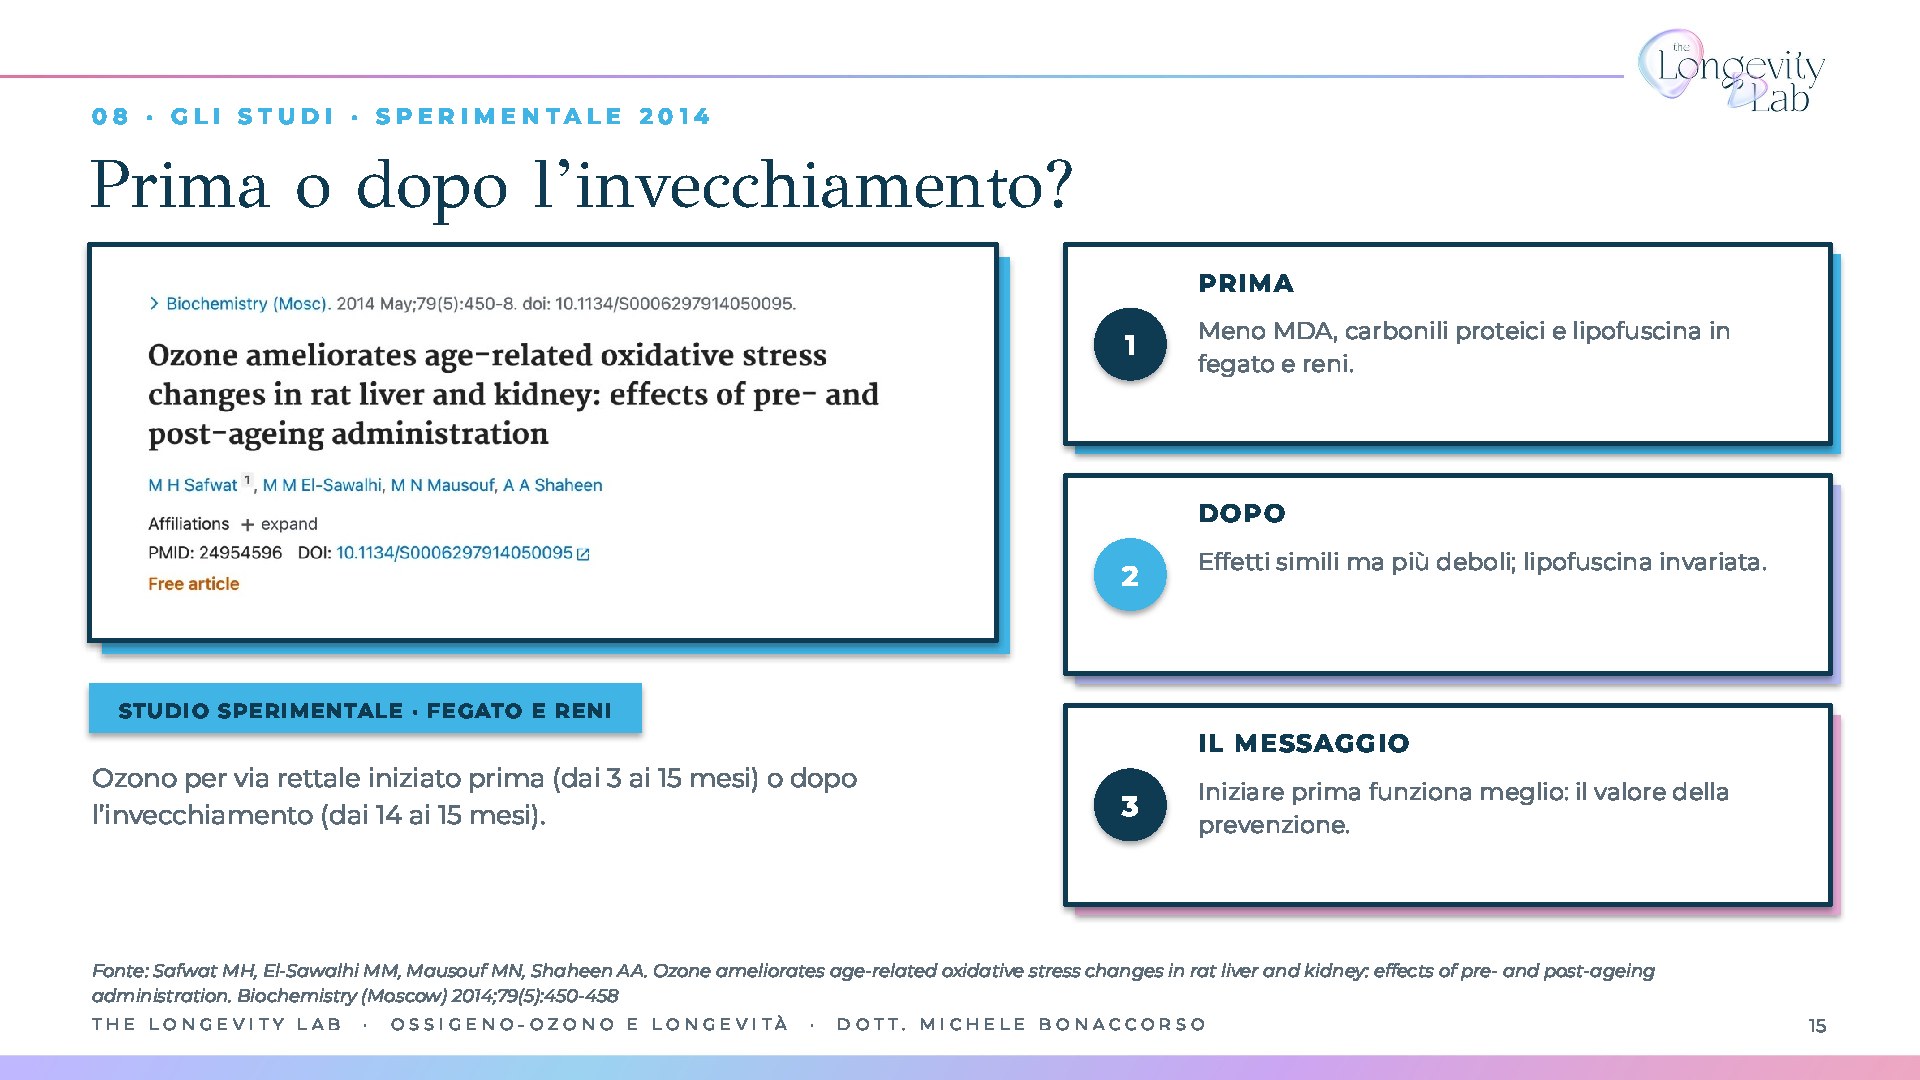 the
Longevity
Lab
08 · GLI STUDI · SPERIMENTALE 2014
Prima o dopo l’invecchiamento?
Biochemistry (Mosc). 2014 May;79(5):450-8. doi: 10.1134/S0006297914050095.
Ozone ameliorates age-related oxidative stress
changes in rat liver and kidney: effects of pre- and
post-ageing administration
M H Safwat 1, M M El-Sawalhi, M N Mausouf, A A Shaheen
Affiliations + expand
PMID: 24954596 DOI: 10.1134/S0006297914050095
Free article
STUDIO SPERIMENTALE · FEGATO E RENI
Ozono per via rettale iniziato prima (dai 3 ai 15 mesi) o dopo
l’invecchiamento (dai 14 ai 15 mesi).
1
PRIMA
Meno MDA, carbonili proteici e lipofuscina in
fegato e reni.
2
DOPO
Effetti simili ma più deboli; lipofuscina invariata.
3
IL MESSAGGIO
Iniziare prima funziona meglio: il valore della
prevenzione.
Fonte: Safwat MH, El-Sawalhi MM, Mausouf MN, Shaheen AA. Ozone ameliorates age-related oxidative stress changes in rat liver and kidney: effects of pre- and post-ageing
administration. Biochemistry (Moscow) 2014;79(5):450-458
THE LONGEVITY LAB · OSSIGENO-OZONO E LONGEVITÀ · DOTT. MICHELE BONACCORSO
15